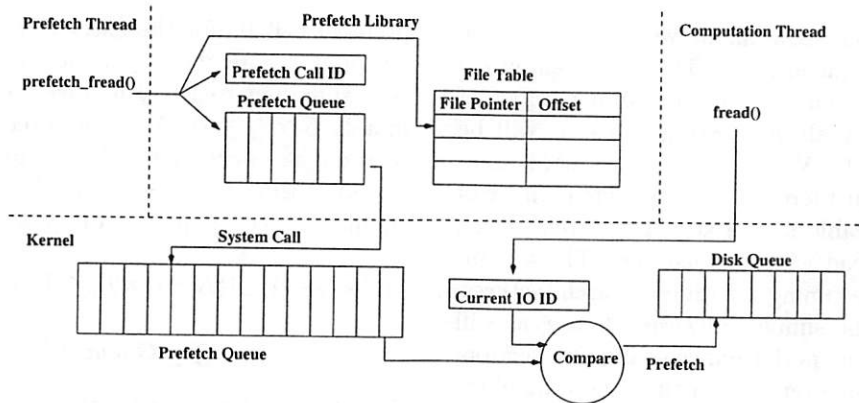 Prefetch Thread
Prefetch Library
Computation Thread
prefetch_fread()
Prefetch Call ID
Prefetch Queue
File Table
File Pointer Offset
fread()
Kernel
System Call
Prefetch Queue
Current IO ID
Compare
Prefetch
Disk Queue